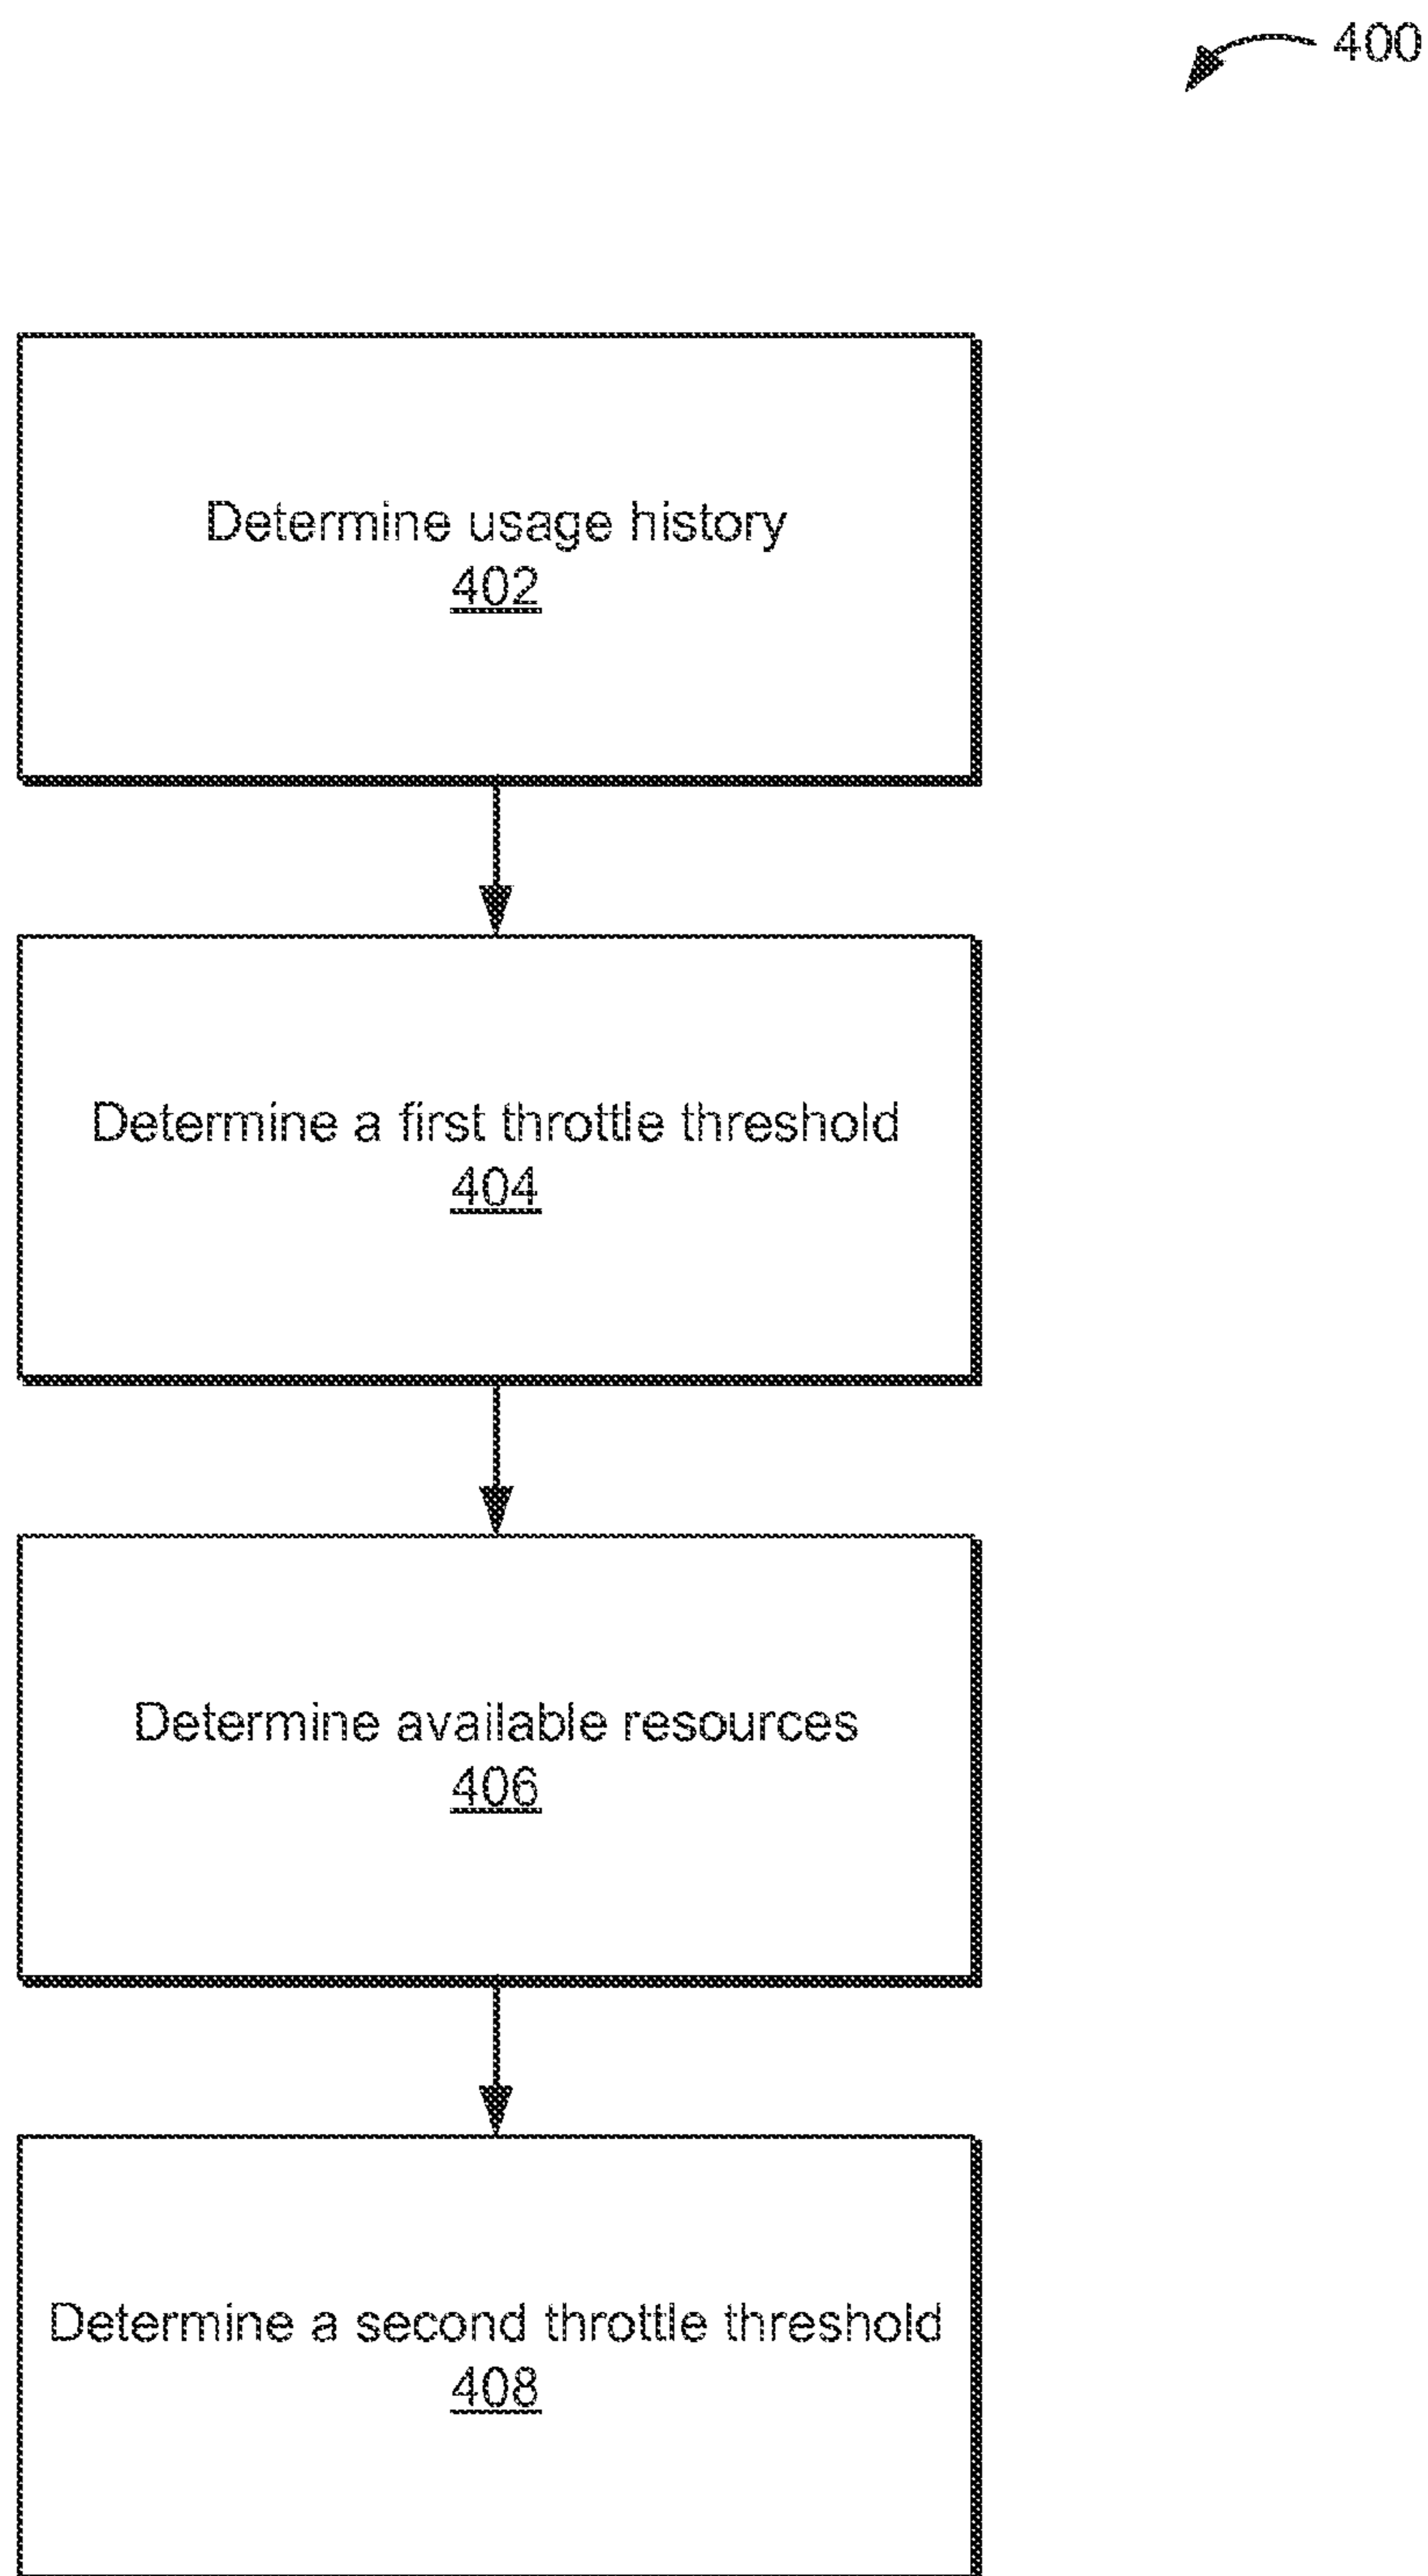 400
Determine usage history
402
Determine a first throttle threshold
404
Determine available resources
406
Determine a second throttle threshold
408